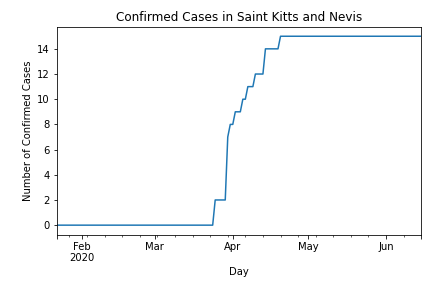 Confirmed Cases in Saint Kitts and Nevis
Number of Confirmed Cases
14
12
10
8
6
4
2
0
Feb
2020
Mar
Apr
May
Jun
Day